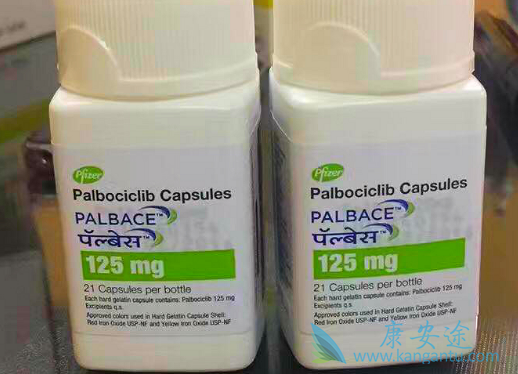 Pfizer
Palbociclib Capsules
PALBACE™
पॅल्बेस™
125 mg
21 Capsules per bottle
Each hard gelatin capsule contains: Palbociclib 125 mg
Excipients q.s.
Approved colors used in Hard Gelatin Capsule Shell:
Red Iron Oxide USP-NF and Yellow Iron Oxide USP-NF
Pfizer
Palbociclib Capsules
PALBACE™
पॅल्बेस™
125 mg
21 Capsules per bottle
Each hard gelatin capsule contains: Palbociclib 125 mg
Excipients q.s.
Approved colors used in Hard Gelatin Capsule Shell:
Red Iron Oxide USP-NF and Yellow Iron Oxide USP-NF
康安途
www.kangantu.com